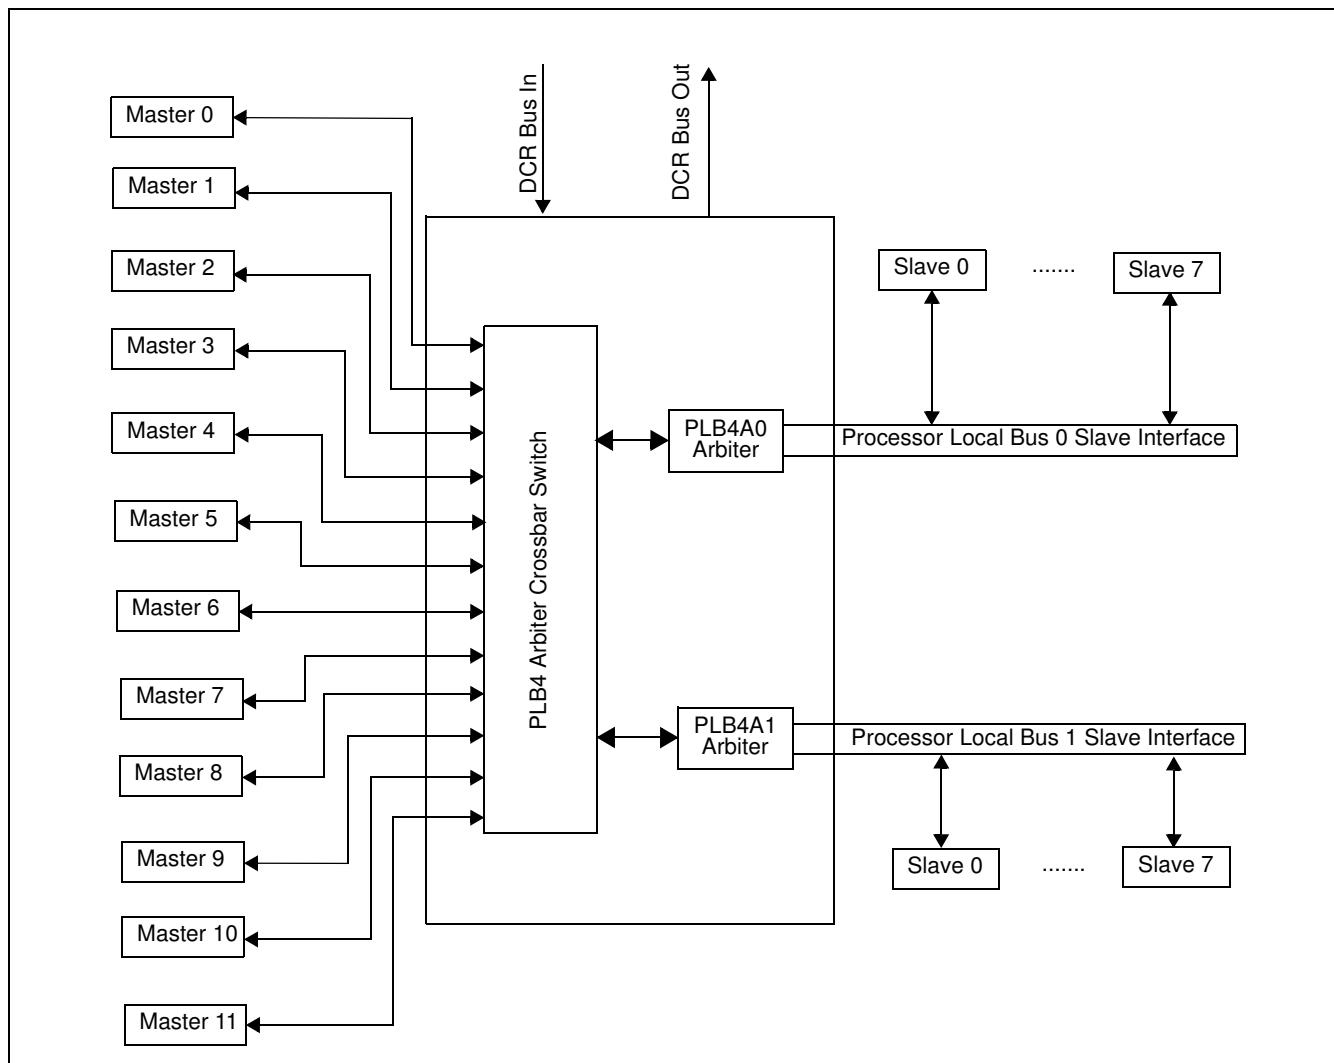 Master 0
Master 1
Master 2
Master 3
Master 4
Master 5
Master 6
Master 7
Master 8
Master 9
Master 10
Master 11
DCR Bus In
DCR Bus Out
PLB4 Arbiter Crossbar Switch
PLB4A0
Arbiter
Processor Local Bus 0 Slave Interface
Slave 0
.......
Slave 7
PLB4A1
Arbiter
Processor Local Bus 1 Slave Interface
Slave 0
.......
Slave 7